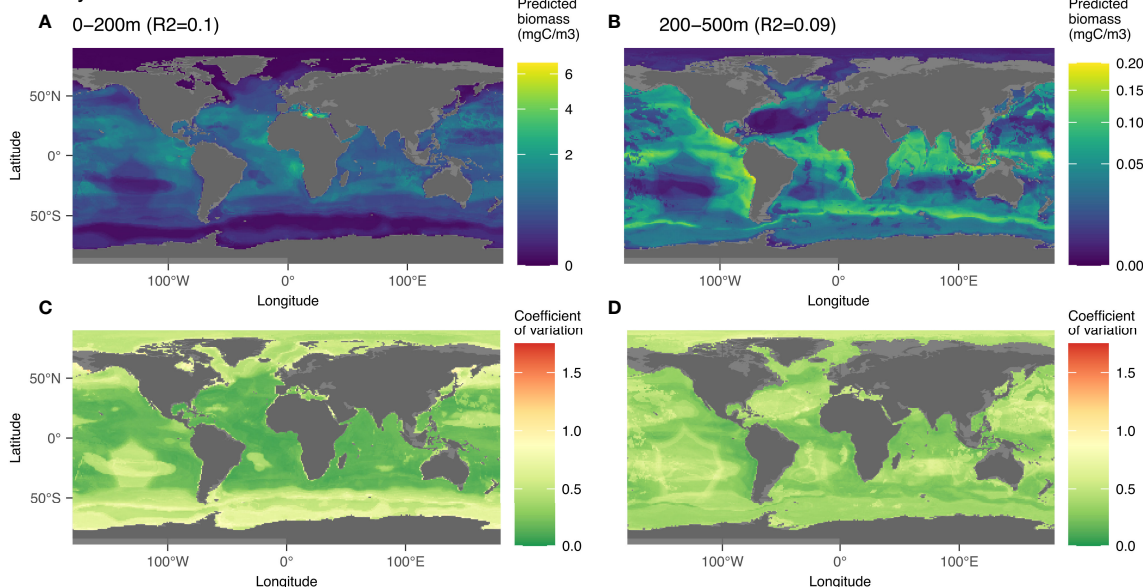 A
0−200m (R2=0.1)
Predicted
biomass
(mgC/m3)
6
4
2
0
50°N
0°
50°S
Latitude
100°W
0°
100°E
Longitude
B
200−500m (R2=0.09)
Predicted
biomass
(mgC/m3)
0.20
0.15
0.10
0.05
0.00
100°W
0°
100°E
Longitude
C
Coefficient
of variation
1.5
1.0
0.5
0.0
50°N
0°
50°S
Latitude
100°W
0°
100°E
Longitude
D
Coefficient
of variation
1.5
1.0
0.5
0.0
100°W
0°
100°E
Longitude